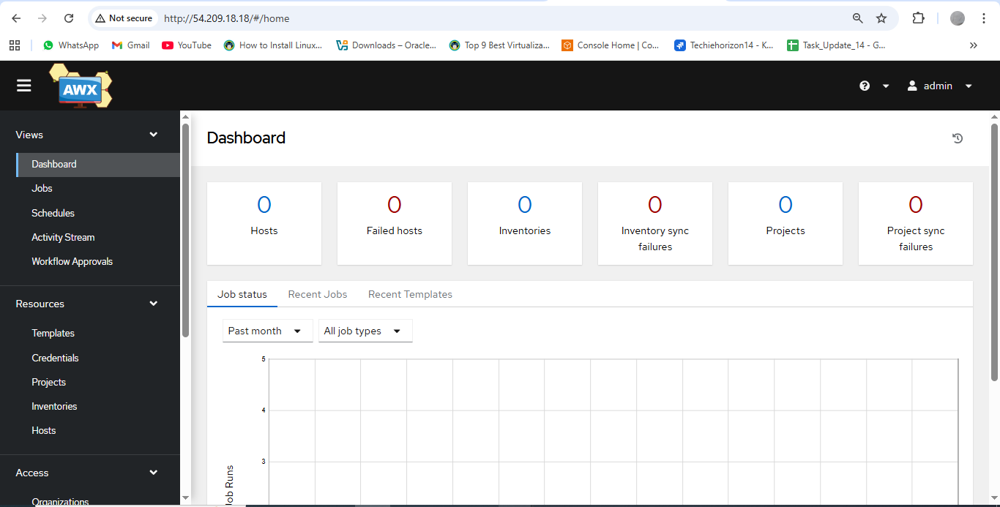 Not secure http://54.209.18.18/#/home
WhatsApp Gmail YouTube How to Install Linux... Downloads – Oracle... Top 9 Best Virtualiza... Console Home | Co... Techiehorizon14 - K... Task_Update_14 - G... »
AWX ? admin
Views
Dashboard
Jobs
Schedules
Activity Stream
Workflow Approvals
Resources
Templates
Credentials
Projects
Inventories
Hosts
Access
Organizations
Dashboard
0 0 0 0 0 0
Hosts Failed hosts Inventories Inventory sync Projects Project sync
failures failures
Job status Recent Jobs Recent Templates
Past month All job types
5
4
3
Job Runs